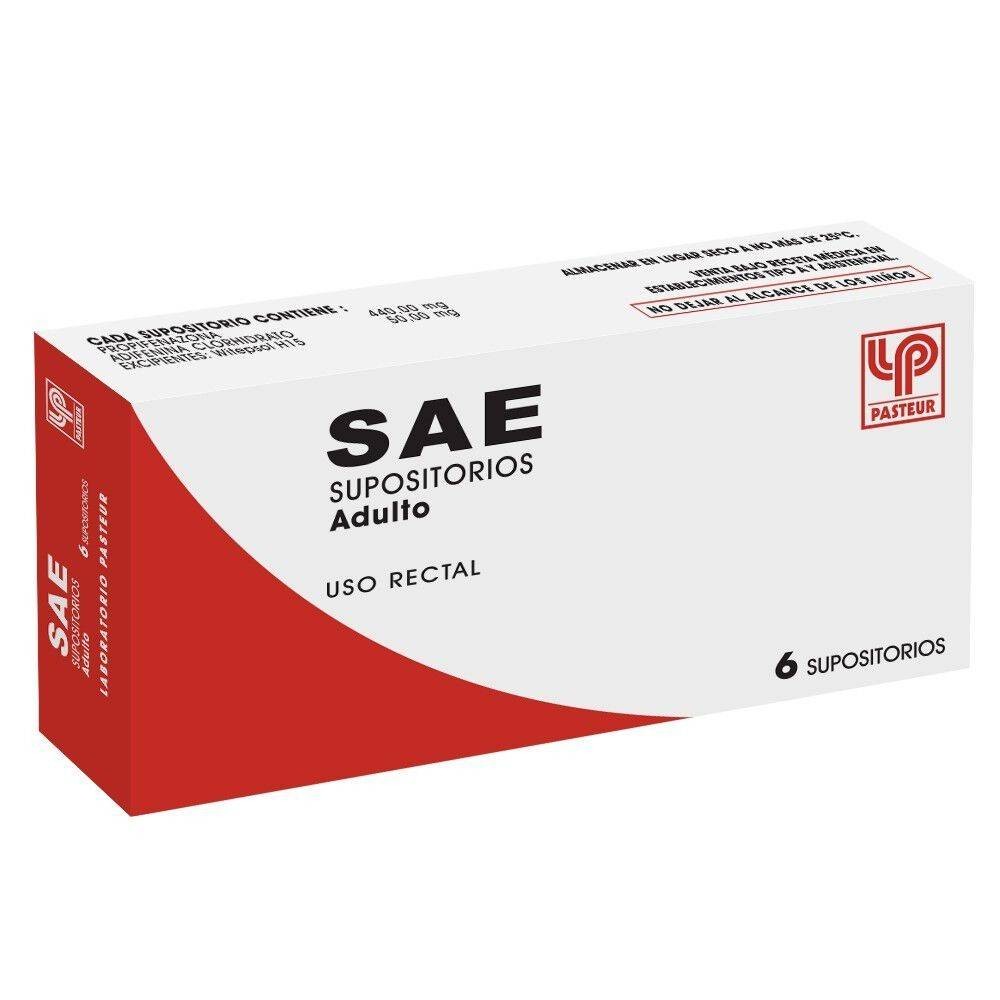 CADA SUPOSITORIO CONTIENE :
PROPIFENAZONA 440,00 mg
ADIFENINA CLORHIDRATO 50,00 mg
EXCIPIENTES: Witepsol H15
ALMACENAR EN LUGAR SECO A NO MÁS DE 25ºC.
VENTA BAJO RECETA MÉDICA EN
ESTABLECIMIENTOS TIPO A Y ASISTENCIAL.
NO DEJAR AL ALCANCE DE LOS NIÑOS
LP
PASTEUR
SAE
SUPOSITORIOS
Adulto
USO RECTAL
6 SUPOSITORIOS
LP
PASTEUR
6 SUPOSITORIOS
SAE
SUPOSITORIOS
Adulto
LABORATORIO PASTEUR